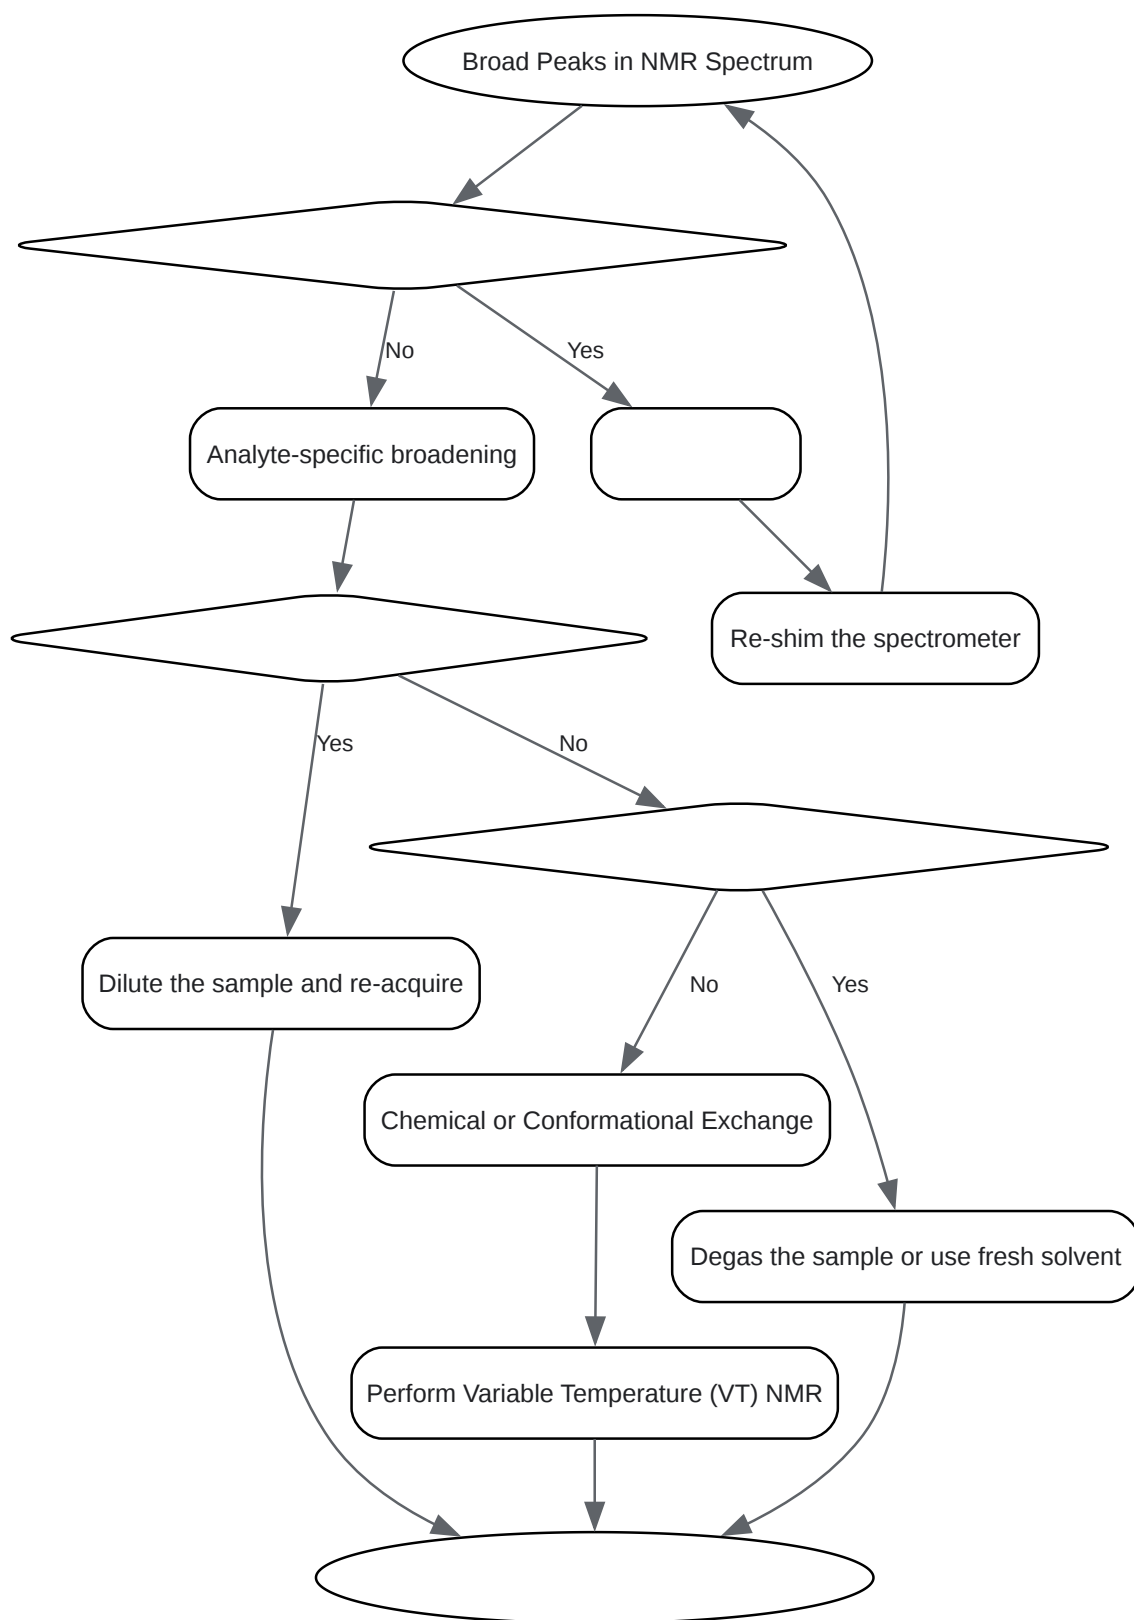 Broad Peaks in NMR Spectrum
No
Yes
Analyte-specific broadening
Re-shim the spectrometer
Yes
No
Dilute the sample and re-acquire
No
Yes
Chemical or Conformational Exchange
Degas the sample or use fresh solvent
Perform Variable Temperature (VT) NMR